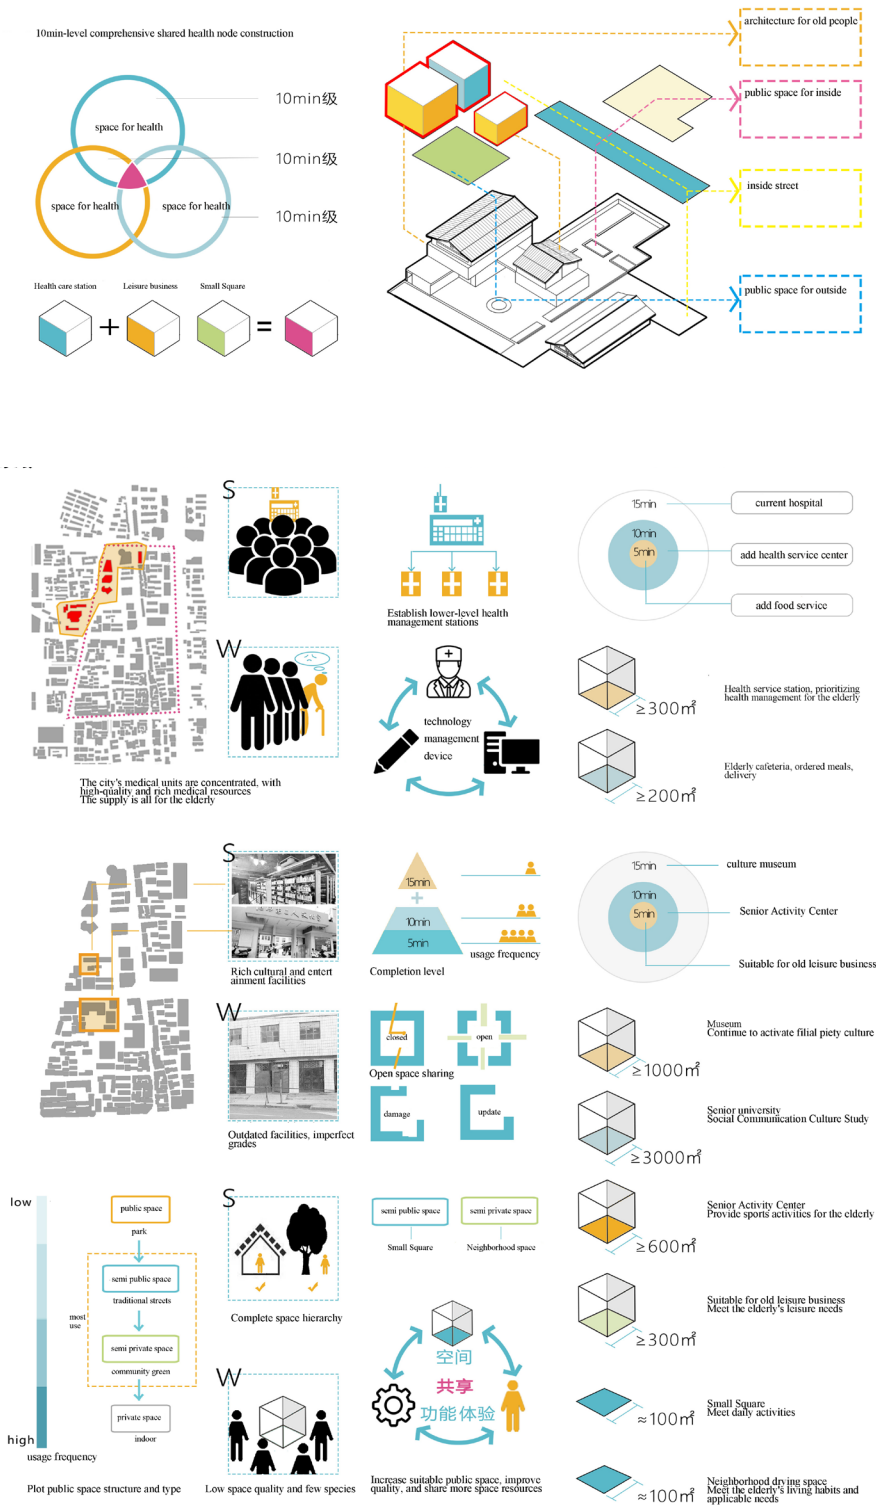 10min-level comprehensive shared health node construction
space for health
10min级
10min级
space for health
space for health
10min级
Health care station
Leisure business
Small Square
+
=
architecture for old people
public space for inside
inside street
public space for outside
S
W
The city's medical units are concentrated, with
high-quality and rich medical resources
The supply is all for the elderly
Establish lower-level health
management stations
technology
management
device
15min
10min
5min
current hospital
add health service center
add food service
≥300㎡
Health service station, prioritizing
health management for the elderly
≥200㎡
Elderly cafeteria, ordered meals,
delivery
S
Rich cultural and entert
ainment facilities
W
Outdated facilities, imperfect
grades
15min
+
10min
5min
usage frequency
Completion level
closed
open
Open space sharing
damage
update
15min
10min
5min
culture museum
Senior Activity Center
Suitable for old leisure business
≥1000㎡
Museum
Continue to activate filial piety culture
≥3000㎡
Senior university
Social Communication Culture Study
≥600㎡
Senior Activity Center
Provide sports activities for the elderly
≥300㎡
Suitable for old leisure business
Meet the elderly's leisure needs
≈100㎡
Small Square
Meet daily activities
≈100㎡
Neighborhood drying space
Meet the elderly's living habits and
applicable needs
low
high
usage frequency
public space
park
semi public space
traditional streets
most
use
semi private space
community green
private space
indoor
Plot public space structure and type
S
Complete space hierarchy
W
Low space quality and few species
semi public space
Small Square
semi private space
Neighborhood space
空间
共享
功能体验
Increase suitable public space, improve
quality, and share more space resources